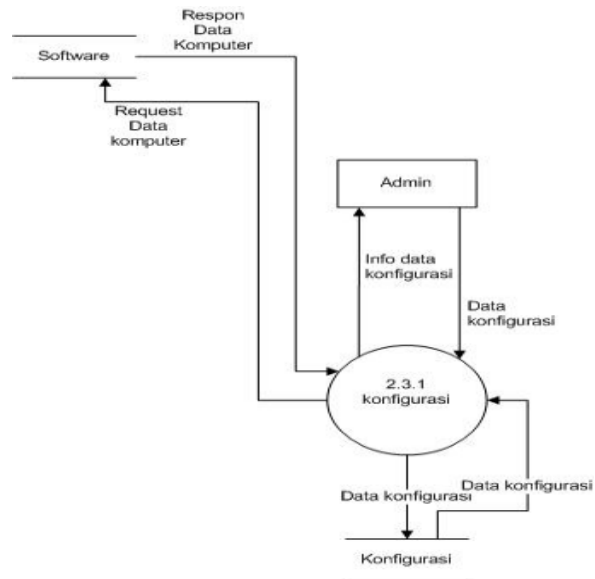 Respon
Data
Komputer
Software
Request
Data
komputer
Admin
Info data
konfigurasi
Data
konfigurasi
2.3.1
konfigurasi
Data konfigurasi
Data konfigurasi
Konfigurasi